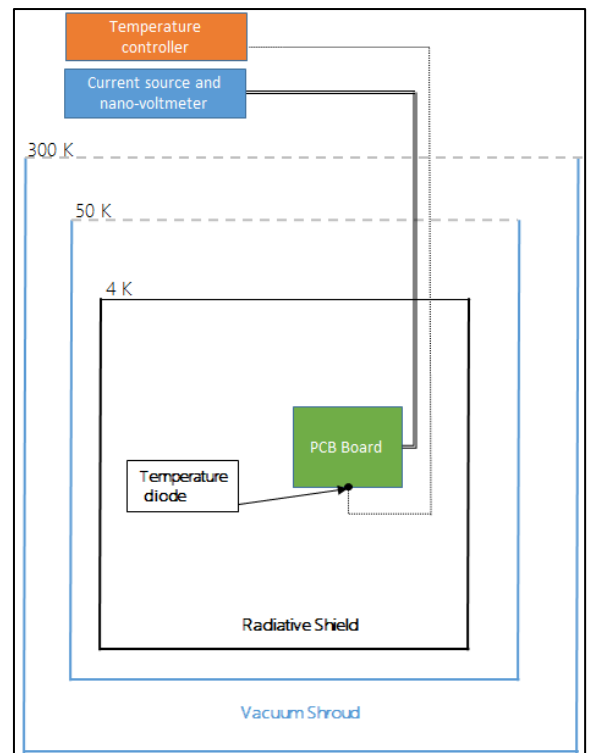 Temperature
controller
Current source and
nano-voltmeter
300 K
50 K
4 K
PCB Board
Temperature
diode
Radiative Shield
Vacuum Shroud